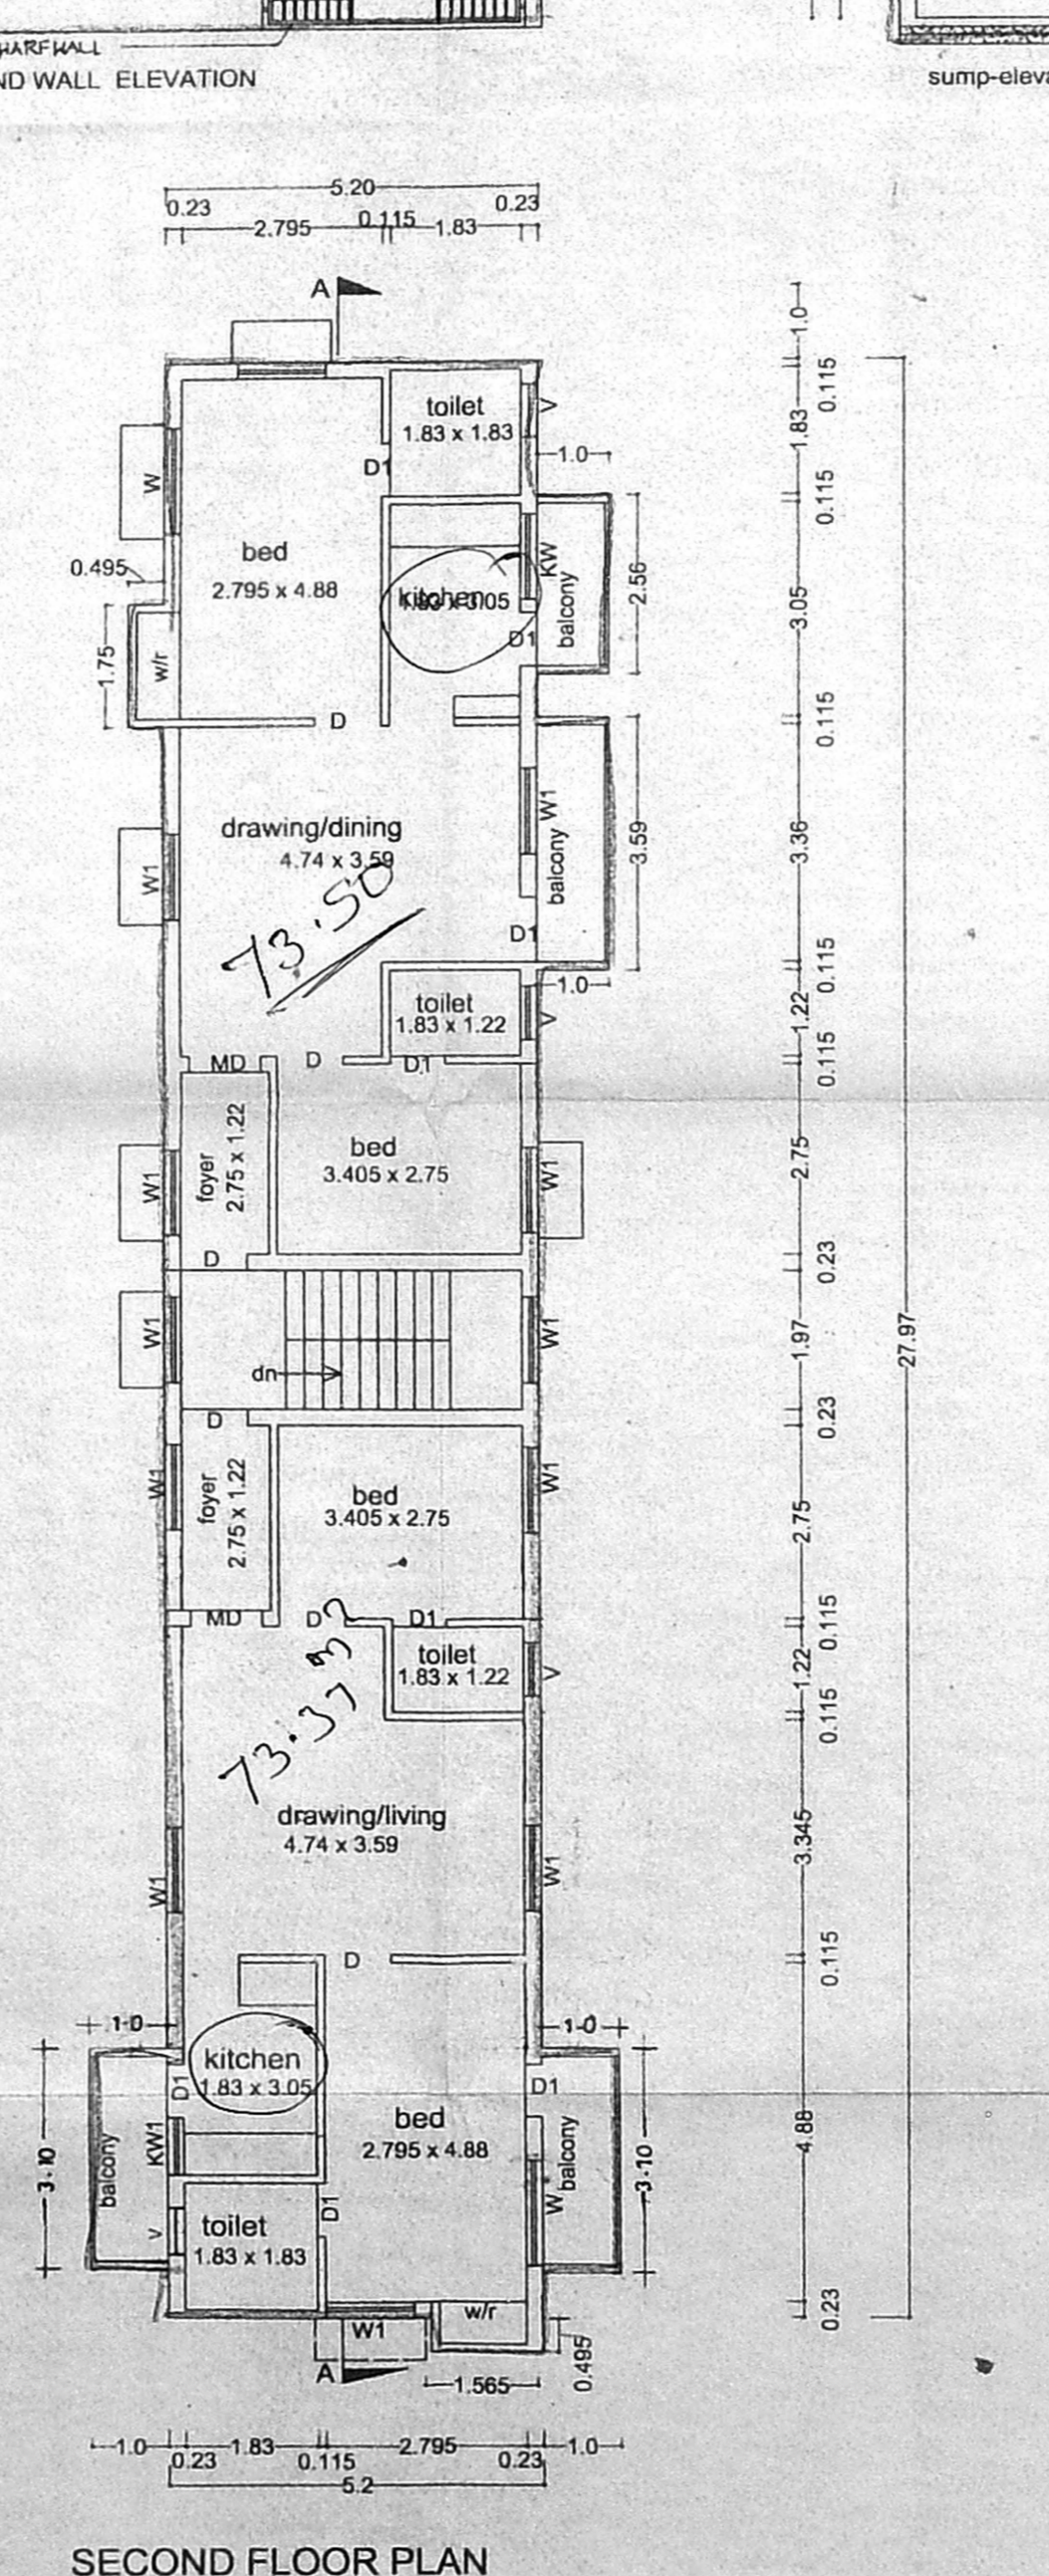 HARF WALL
ND WALL ELEVATION
sump-eleva
5.20
0.23
0.23
2.795
0.115
1.83
A
1.0
toilet
1.83 x 1.83
V
0.115
1.83
D1
1.0
W
0.115
bed
2.795 x 4.88
0.495
kitchen
1.83 x 3.05
KW
balcony
2.56
3.05
D1
1.75
w/r
D
0.115
drawing/dining
4.74 x 3.59
W1
W1
balcony
3.59
3.36
73.50
D1
0.115
1.0
toilet
1.83 x 1.22
V
1.22
MD
D
D1
0.115
foyer
2.75 x 1.22
bed
3.405 x 2.75
W1
W1
2.75
D
0.23
W1
W1
dn
1.97
27.97
D
0.23
W1
foyer
2.75 x 1.22
bed
3.405 x 2.75
W1
2.75
MD
D
D1
0.115
toilet
1.83 x 1.22
V
1.22
0.115
drawing/living
4.74 x 3.59
W1
W1
3.345
D
0.115
1.0
1.0
kitchen
1.83 x 3.05
D1
D1
bed
2.795 x 4.88
KW1
balcony
3.10
balcony
3.10
4.88
W
D1
toilet
1.83 x 1.83
v
w/r
W1
0.23
A
1.565
0.495
1.0
0.23
1.83
0.115
2.795
0.23
1.0
5.2
SECOND FLOOR PLAN